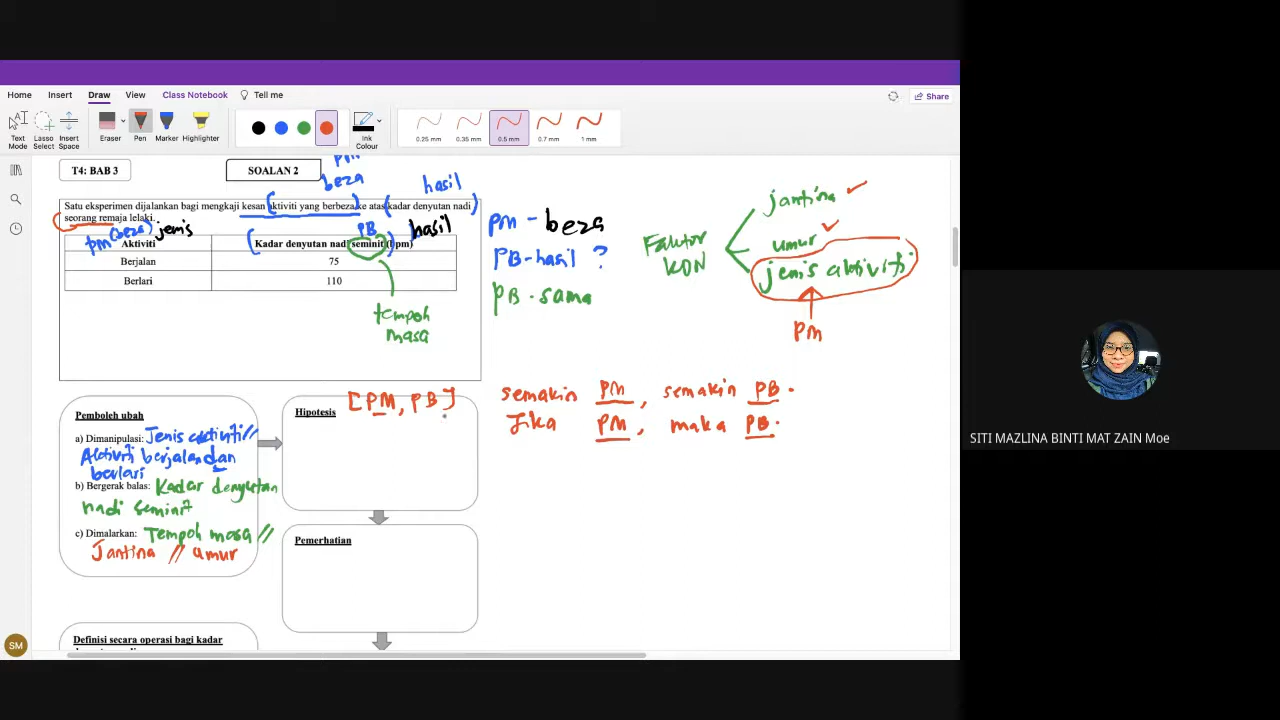 Home Insert Draw View Class Notebook Tell me
Share
Text Mode
Lasso Select
Insert Space
Eraser
Pen
Marker
Highlighter
Ink Colour
0.25 mm
0.35 mm
0.5 mm
0.7 mm
1 mm
T4: BAB 3
SOALAN 2
PM
beza
hasil
Satu eksperimen dijalankan bagi mengkaji kesan aktiviti yang berbeza ke atas kadar denyutan nadi
seorang remaja lelaki.
PM (beza) jenis
PB
hasil
Aktiviti Kadar denyutan nadi seminit (bpm)
Berjalan 75
Berlari 110
tempoh
masa
PM - beza
PB - hasil ?
PB - sama
Faktor
KDN
jantina
umur
jenis aktiviti
PM
semakin PM, semakin PB.
Jika PM, maka PB.
Pemboleh ubah
a) Dimanipulasi: Jenis aktiviti //
Aktiviti berjalan dan
berlari
b) Bergerak balas: Kadar denyutan
nadi seminit
c) Dimalarkan: Tempoh masa //
Jantina // umur
[PM, PB]
Hipotesis
Pemerhatian
Definisi secara operasi bagi kadar
SITI MAZLINA BINTI MAT ZAIN Moe
SM